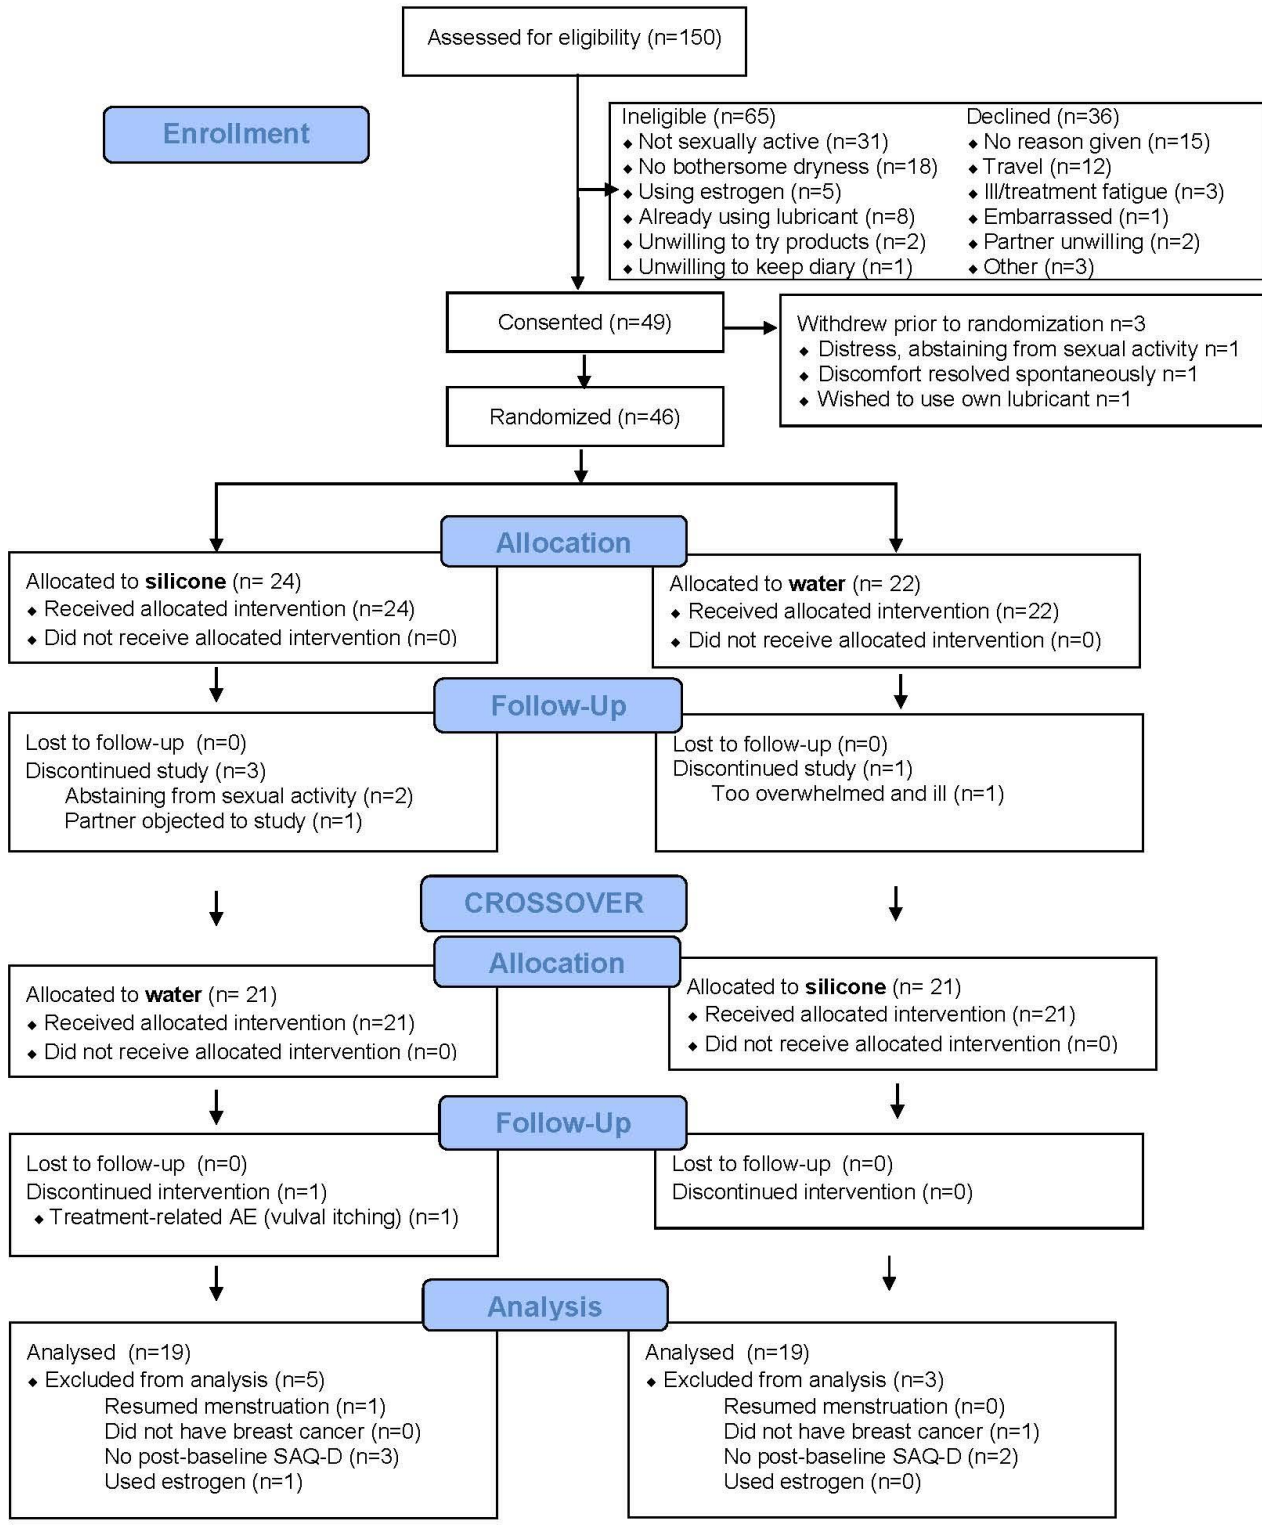 Assessed for eligibility (n=150)
Enrollment
Ineligible (n=65)
◆ Not sexually active (n=31)
◆ No bothersome dryness (n=18)
◆ Using estrogen (n=5)
◆ Already using lubricant (n=8)
◆ Unwilling to try products (n=2)
◆ Unwilling to keep diary (n=1)
Declined (n=36)
◆ No reason given (n=15)
◆ Travel (n=12)
◆ Ill/treatment fatigue (n=3)
◆ Embarrassed (n=1)
◆ Partner unwilling (n=2)
◆ Other (n=3)
Consented (n=49)
Withdrew prior to randomization n=3
◆ Distress, abstaining from sexual activity n=1
◆ Discomfort resolved spontaneously n=1
◆ Wished to use own lubricant n=1
Randomized (n=46)
Allocation
Allocated to silicone (n= 24)
◆ Received allocated intervention (n=24)
◆ Did not receive allocated intervention (n=0)
Allocated to water (n= 22)
◆ Received allocated intervention (n=22)
◆ Did not receive allocated intervention (n=0)
Follow-Up
Lost to follow-up (n=0)
Discontinued study (n=3)
Abstaining from sexual activity (n=2)
Partner objected to study (n=1)
Lost to follow-up (n=0)
Discontinued study (n=1)
Too overwhelmed and ill (n=1)
CROSSOVER
Allocation
Allocated to water (n= 21)
◆ Received allocated intervention (n=21)
◆ Did not receive allocated intervention (n=0)
Allocated to silicone (n= 21)
◆ Received allocated intervention (n=21)
◆ Did not receive allocated intervention (n=0)
Follow-Up
Lost to follow-up (n=0)
Discontinued intervention (n=1)
◆ Treatment-related AE (vulval itching) (n=1)
Lost to follow-up (n=0)
Discontinued intervention (n=0)
Analysis
Analysed (n=19)
◆ Excluded from analysis (n=5)
Resumed menstruation (n=1)
Did not have breast cancer (n=0)
No post-baseline SAQ-D (n=3)
Used estrogen (n=1)
Analysed (n=19)
◆ Excluded from analysis (n=3)
Resumed menstruation (n=0)
Did not have breast cancer (n=1)
No post-baseline SAQ-D (n=2)
Used estrogen (n=0)